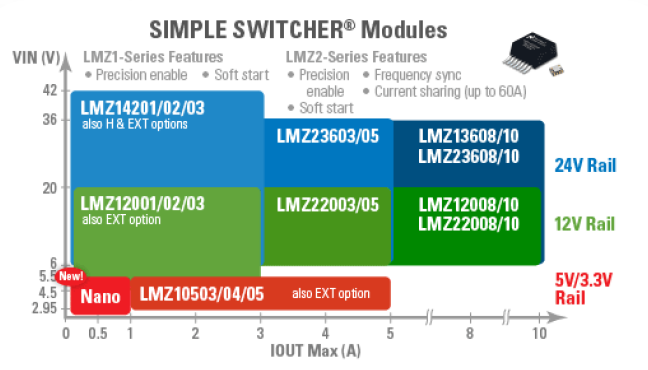 SIMPLE SWITCHER® Modules
VIN (V)
LMZ1-Series Features
• Precision enable • Soft start
LMZ2-Series Features
• Precision enable
• Soft start
• Frequency sync
• Current sharing (up to 60A)
42
36
20
6
5.5
4.5
2.95
LMZ14201/02/03
also H & EXT options
LMZ23603/05
LMZ13608/10
LMZ23608/10
24V Rail
LMZ12001/02/03
also EXT option
LMZ22003/05
LMZ12008/10
LMZ22008/10
12V Rail
New!
Nano
LMZ10503/04/05 also EXT option
5V/3.3V
Rail
0 0.5 1 2 3 4 5 8 10
IOUT Max (A)